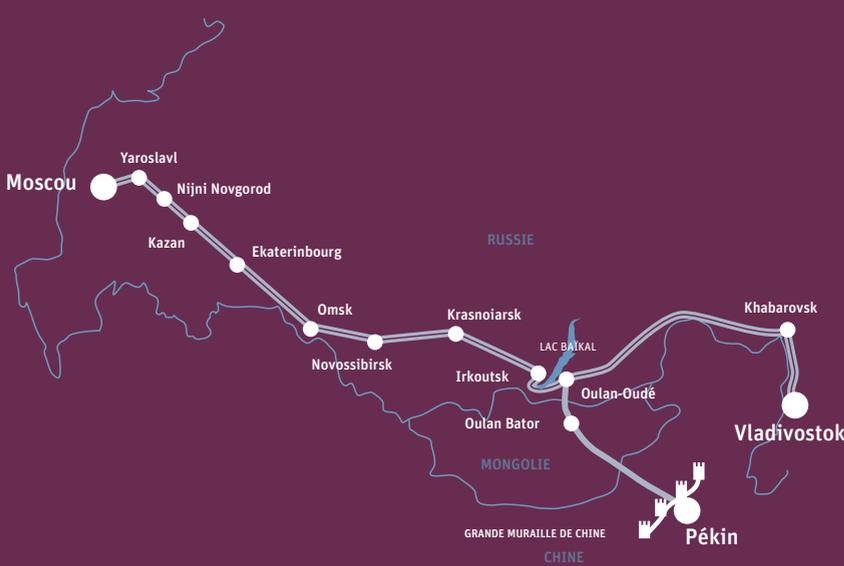 Yaroslavl
Moscou
Nijni Novgorod
Kazan
RUSSIE
Ekaterinbourg
Omsk
Krasnoiarsk
Khabarovsk
LAC BAÏKAL
Novossibirsk
Irkoutsk
Oulan-Oudé
Oulan Bator
Vladivostok
MONGOLIE
GRANDE MURAILLE DE CHINE
Pékin
CHINE